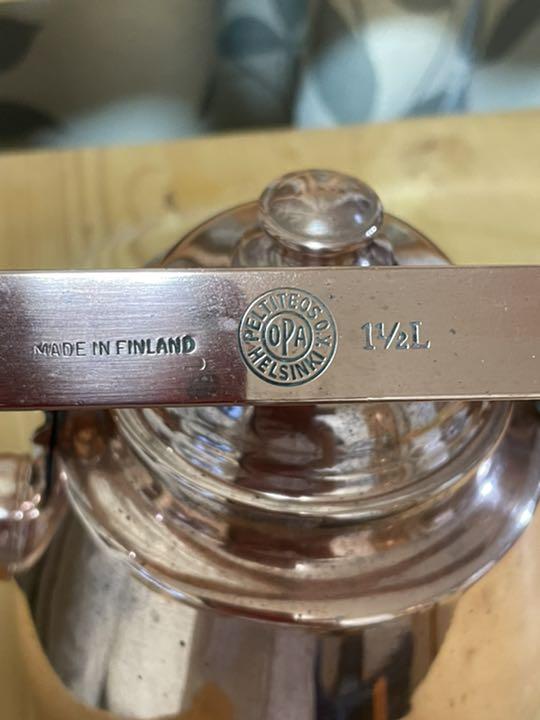 MADE IN FINLAND
PELTITEOS O.Y.
OPA
HELSINKI
1½L